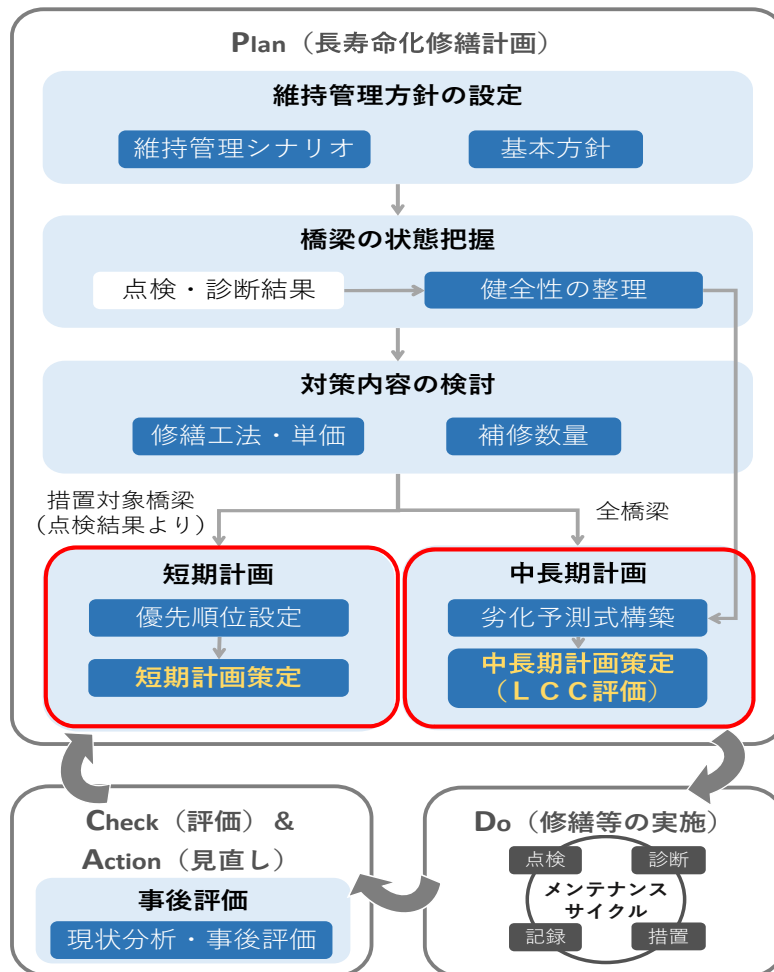 Plan（長寿命化修繕計画）
維持管理方針の設定
維持管理シナリオ
基本方針
橋梁の状態把握
点検・診断結果
健全性の整理
対策内容の検討
修繕工法・単価
補修数量
措置対象橋梁
（点検結果より）
全橋梁
短期計画
優先順位設定
短期計画策定
中長期計画
劣化予測式構築
中長期計画策定
（ＬＣＣ評価）
Check（評価）&
Action（見直し）
事後評価
現状分析・事後評価
Do（修繕等の実施）
点検
診断
メンテナンス
サイクル
記録
措置